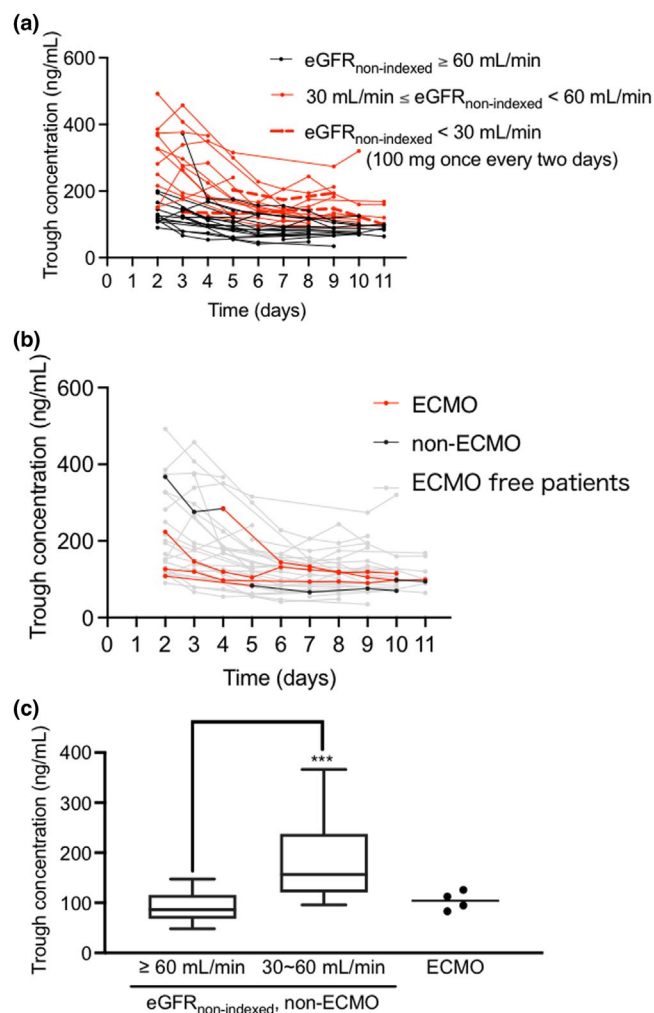 (a)
Trough concentration (ng/mL)
600
400
200
0
0 1 2 3 4 5 6 7 8 9 10 11
Time (days)
eGFRnon-indexed ≥ 60 mL/min
30 mL/min ≤ eGFRnon-indexed < 60 mL/min
eGFRnon-indexed < 30 mL/min
(100 mg once every two days)
(b)
Trough concentration (ng/mL)
600
400
200
0
0 1 2 3 4 5 6 7 8 9 10 11
Time (days)
ECMO
non-ECMO
ECMO free patients
(c)
Trough concentration (ng/mL)
400
300
200
100
0
***
≥ 60 mL/min 30~60 mL/min ECMO
eGFRnon-indexed, non-ECMO